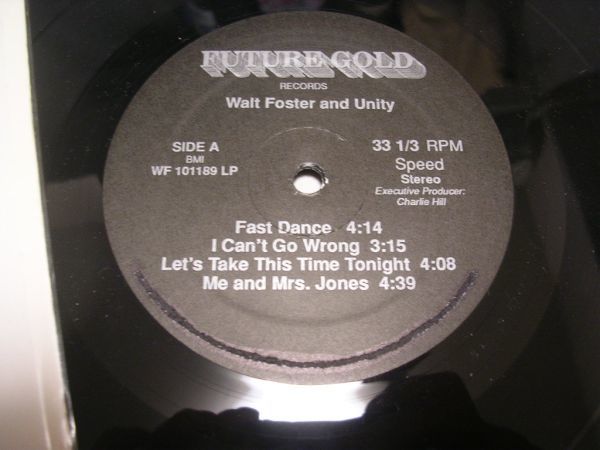 FUTURE GOLD
RECORDS
Walt Foster and Unity
SIDE A
BMI
WF 101189 LP
33 1/3 RPM
Speed
Stereo
Executive Producer:
Charlie Hill
Fast Dance 4:14
I Can't Go Wrong 3:15
Let's Take This Time Tonight 4:08
Me and Mrs. Jones 4:39